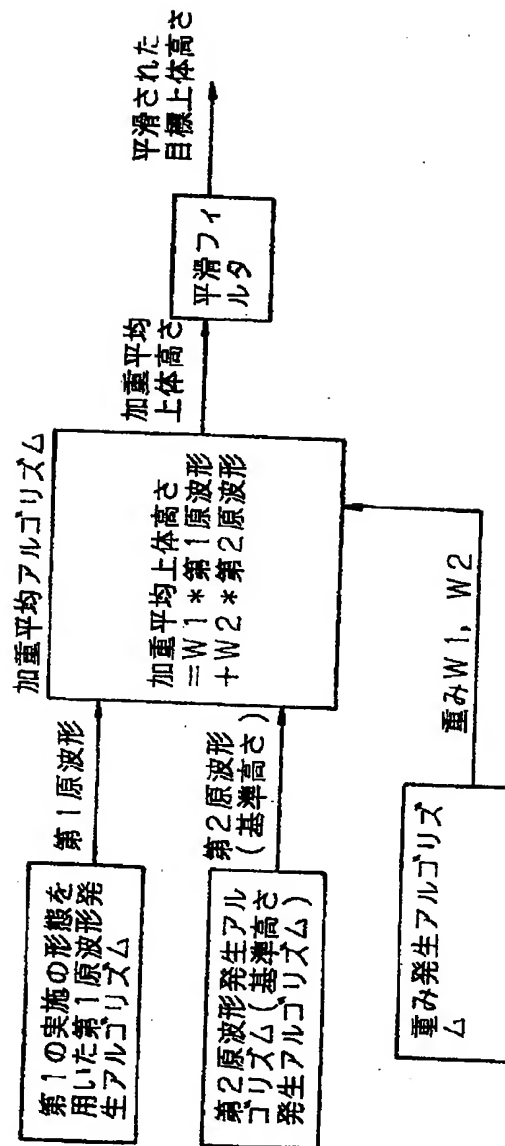 第1の実施の形態を
用いた第1原波形発
生アルゴリズム
第1原波形
第2原波形発生アル
ゴリズム(基準高さ
発生アルゴリズム)
第2原波形
(基準高さ)
重み発生アルゴリズ
ム
重みW1, W2
加重平均アルゴリズム
加重平均上体高さ
=W1*第1原波形
+W2*第2原波形
加重平均
上体高さ
平滑フィ
ルタ
平滑された
目標上体高さ